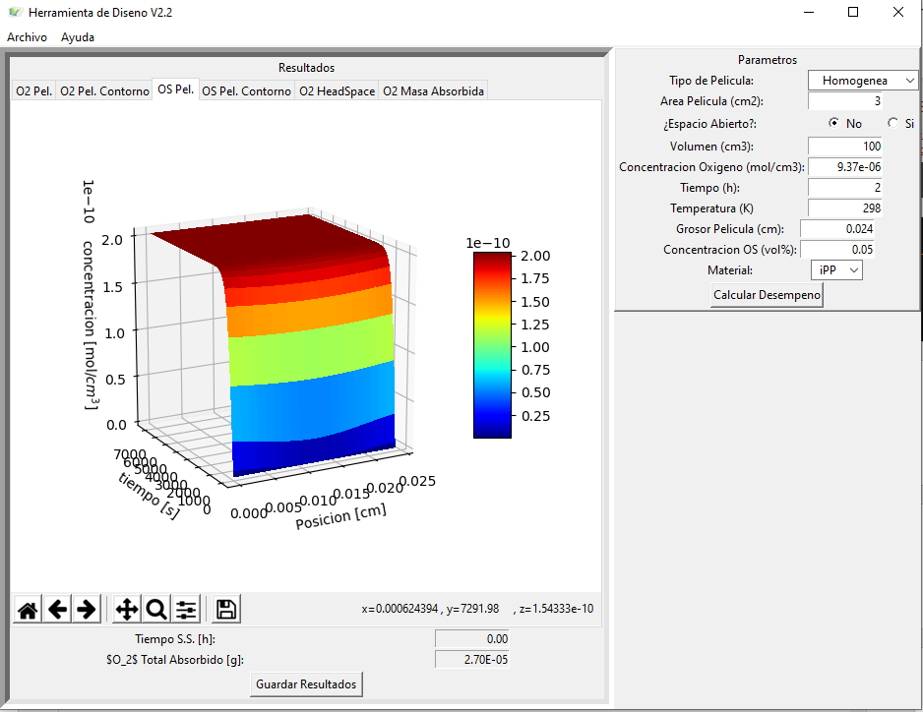 Herramienta de Diseno V2.2
Archivo Ayuda
Resultados
O2 Pel. O2 Pel. Contorno OS Pel. OS Pel. Contorno O2 HeadSpace O2 Masa Absorbida
1e−10
concentracion [mol/cm³]
2.0
1.5
1.0
0.5
0.0
7000
6000
5000
4000
3000
2000
1000
0
tiempo [s]
0.000 0.005 0.010 0.015 0.020 0.025
Posicion [cm]
1e−10
2.00
1.75
1.50
1.25
1.00
0.75
0.50
0.25
x=0.000624394 , y=7291.98 , z=1.54333e-10
Tiempo S.S. [h]: 0.00
$O_2$ Total Absorbido [g]: 2.70E-05
Guardar Resultados
Parametros
Tipo de Pelicula: Homogenea
Area Pelicula (cm2): 3
¿Espacio Abierto?: No Si
Volumen (cm3): 100
Concentracion Oxigeno (mol/cm3): 9.37e-06
Tiempo (h): 2
Temperatura (K) 298
Grosor Pelicula (cm): 0.024
Concentracion OS (vol%): 0.05
Material: iPP
Calcular Desempeno